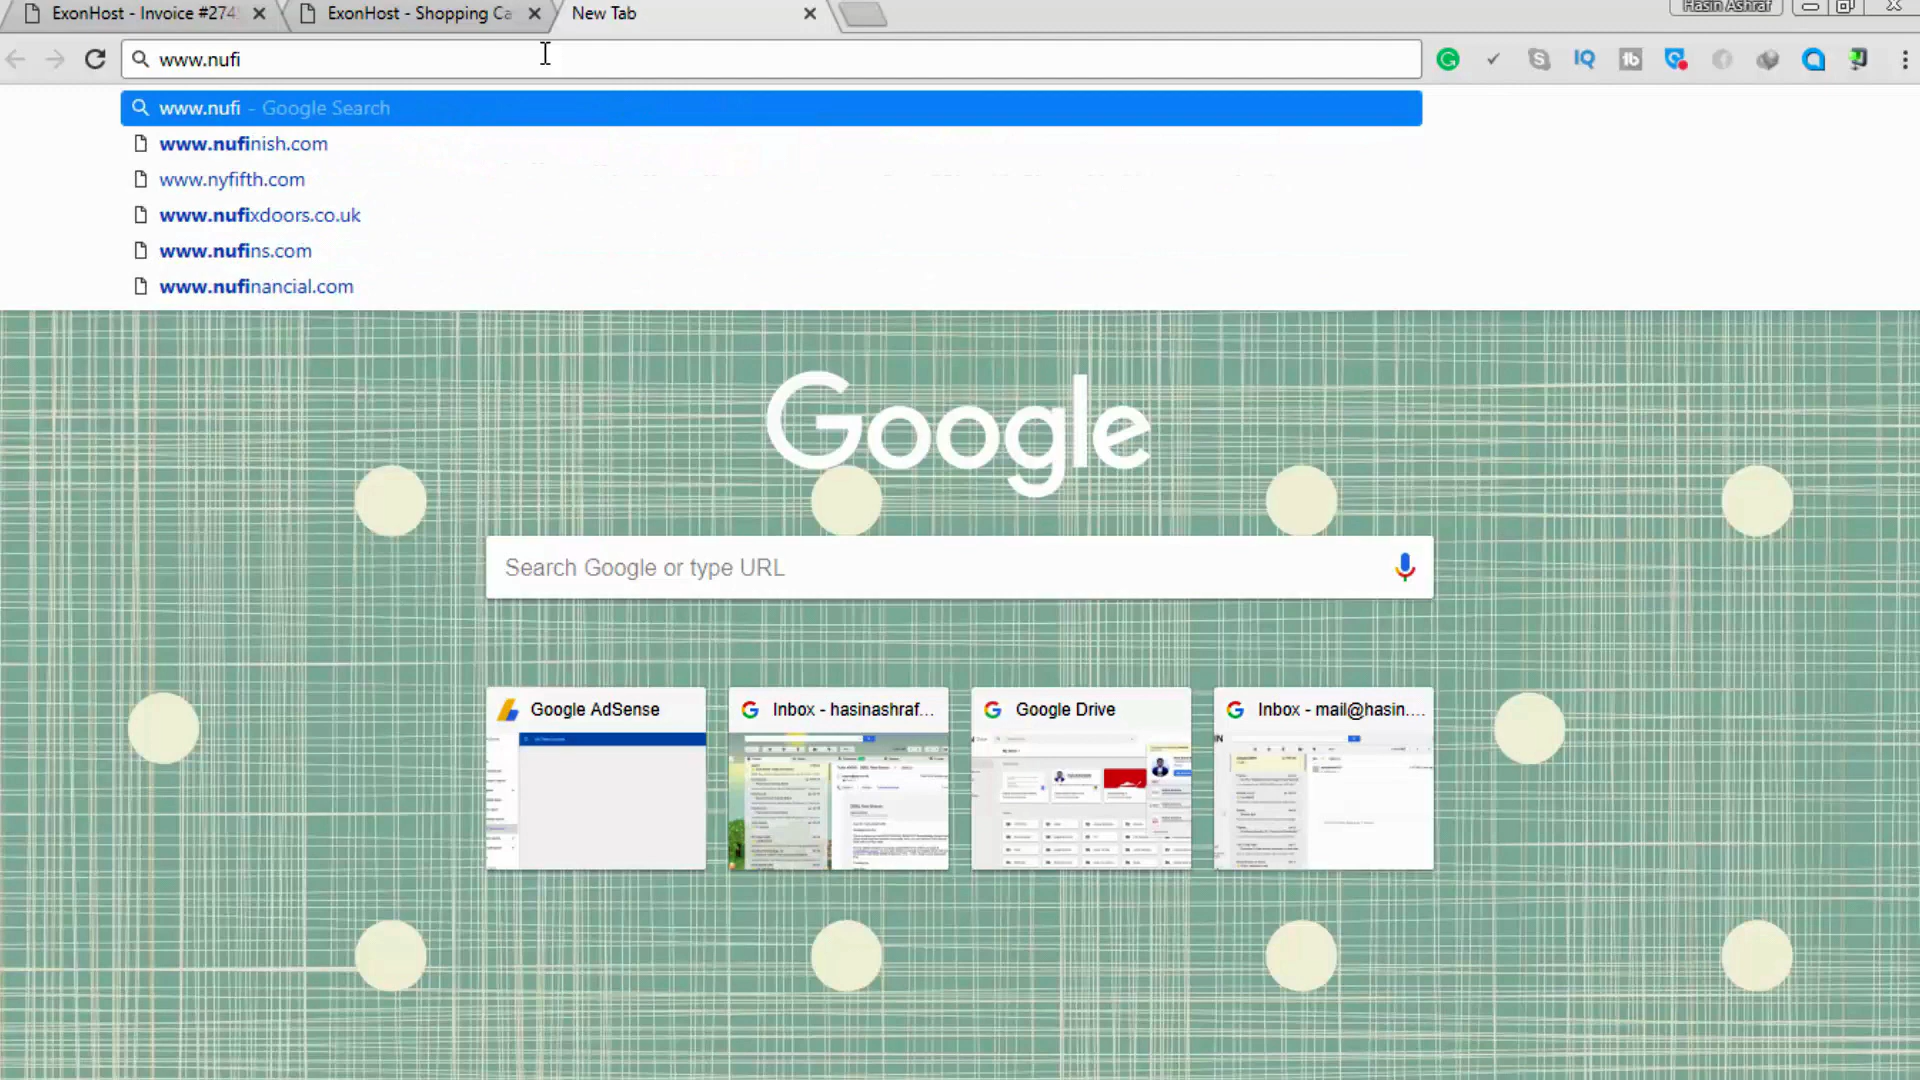 ExonHost - Invoice #274
ExonHost - Shopping Ca
New Tab
Hasin Ashraf
www.nufi
www.nufi - Google Search
www.nufinish.com
www.nyfifth.com
www.nufixdoors.co.uk
www.nufins.com
www.nufinancial.com
Google
Search Google or type URL
Google AdSense
Inbox - hasinashraf...
Google Drive
Inbox - mail@hasin....